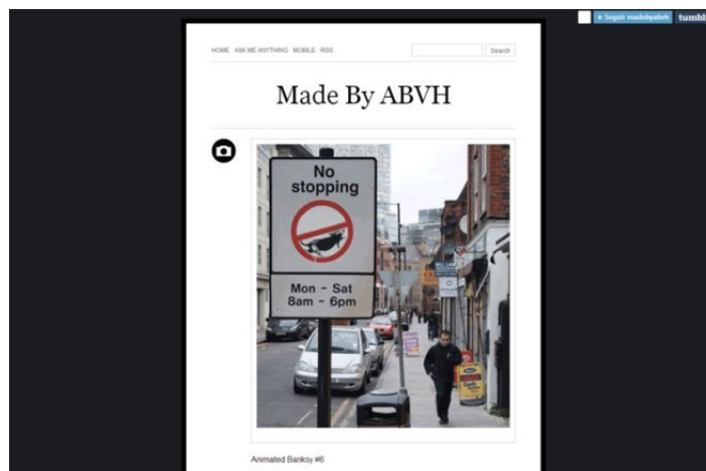 + Seguir madebyabvh tumbl
HOME ASK ME ANYTHING MOBILE RSS Search
Made By ABVH
No
stopping
Mon - Sat
8am - 6pm
Animated Banksy #6